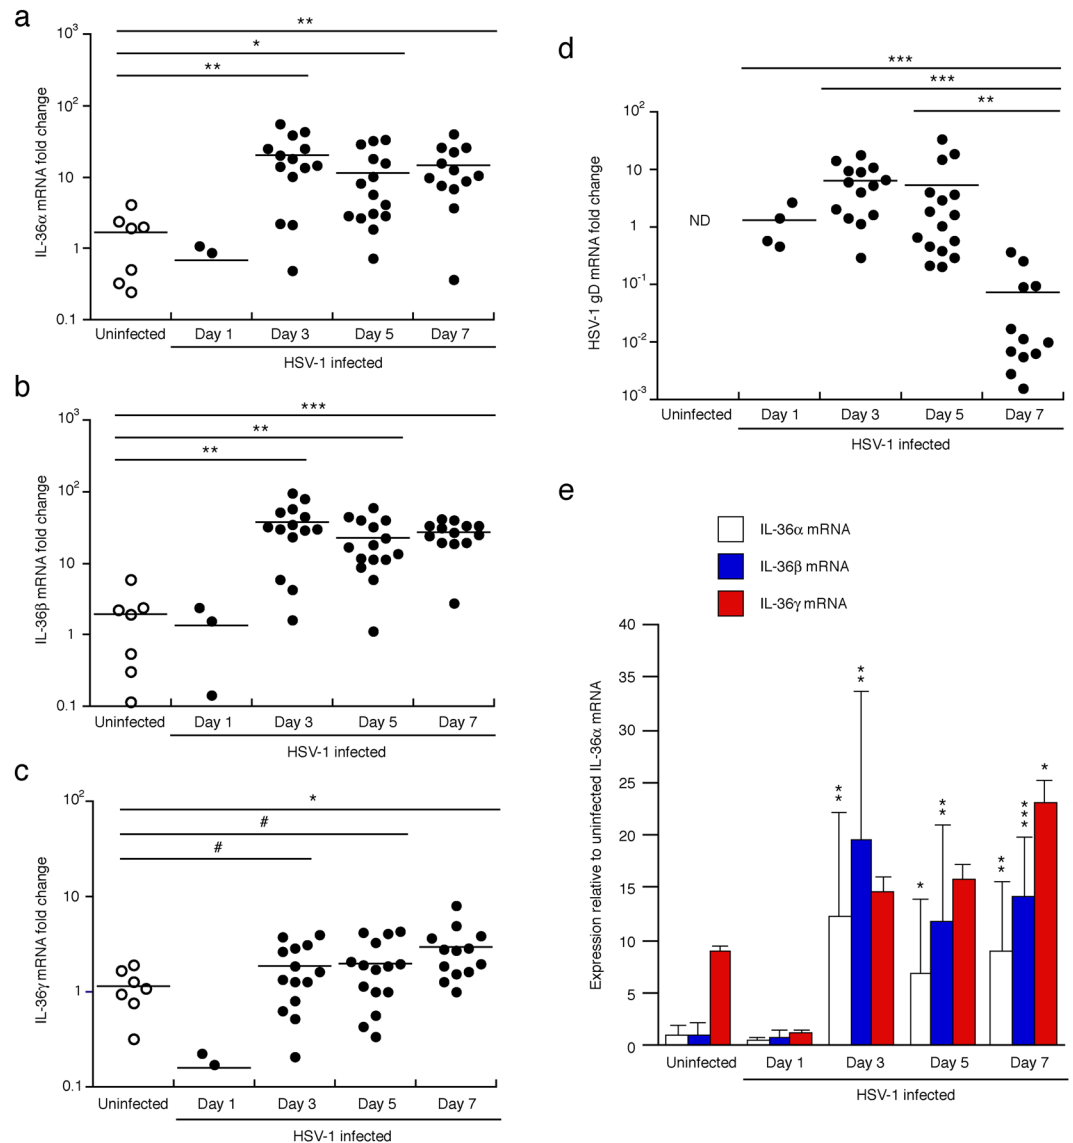 a
**
*
**
10³
10²
10
1
0.1
IL-36α mRNA fold change
Uninfected Day 1 Day 3 Day 5 Day 7
HSV-1 infected
b
***
**
**
10³
10²
10
1
0.1
IL-36β mRNA fold change
Uninfected Day 1 Day 3 Day 5 Day 7
HSV-1 infected
c
*
#
#
10²
10
1
0.1
IL-36γ mRNA fold change
Uninfected Day 1 Day 3 Day 5 Day 7
HSV-1 infected
d
***
***
**
10²
10
1
10⁻¹
10⁻²
10⁻³
HSV-1 gD mRNA fold change
ND
Uninfected Day 1 Day 3 Day 5 Day 7
HSV-1 infected
e
IL-36α mRNA
IL-36β mRNA
IL-36γ mRNA
40
35
30
25
20
15
10
5
0
Expression relative to uninfected IL-36α mRNA
**
**
*
**
**
***
*
Uninfected Day 1 Day 3 Day 5 Day 7
HSV-1 infected